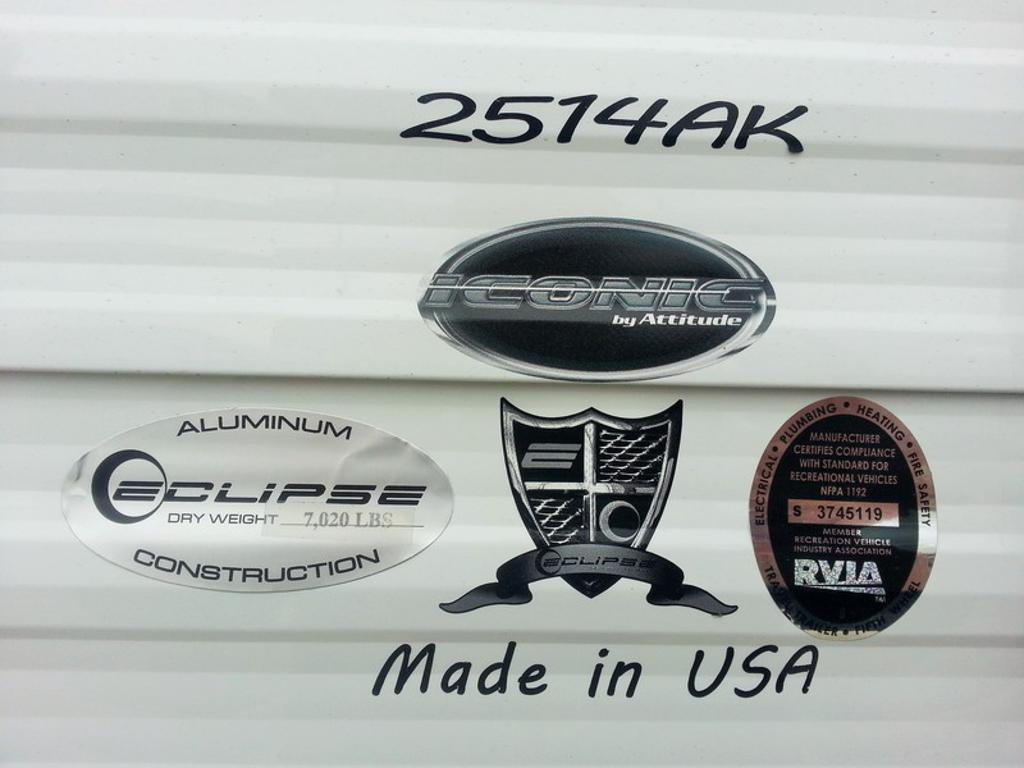 2514AK
ICONIC
by Attitude
ALUMINUM
ECLIPSE
DRY WEIGHT 7,020 LBS
CONSTRUCTION
E
ECLIPSE
ELECTRICAL • PLUMBING • HEATING • FIRE SAFETY
MANUFACTURER
CERTIFIES COMPLIANCE
WITH STANDARD FOR
RECREATIONAL VEHICLES
NFPA 1192
S 3745119
MEMBER
RECREATION VEHICLE
INDUSTRY ASSOCIATION
RVIA
TRAVEL TRAILER • FIFTH WHEEL
Made in USA